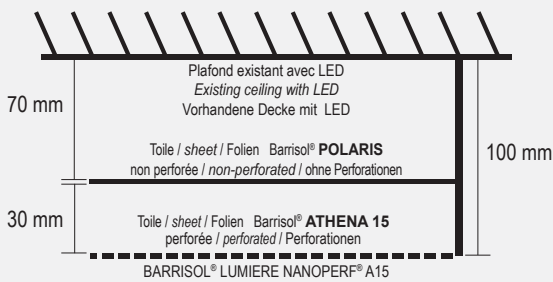 Plafond existant avec LED
Existing ceiling with LED
Vorhandene Decke mit LED
70 mm
Toile / sheet / Folien Barrisol® POLARIS
non perforée / non-perforated / ohne Perforationen
100 mm
30 mm
Toile / sheet / Folien Barrisol® ATHENA 15
perforée / perforated / Perforationen
BARRISOL® LUMIERE NANOPERF® A15